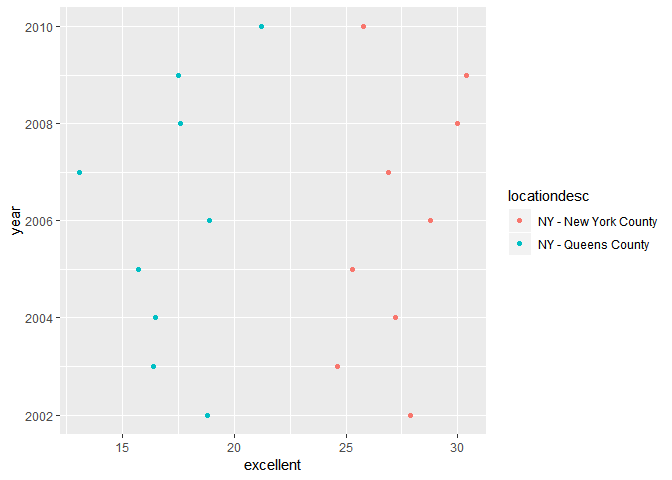 2010
2008
2006
2004
2002
year
15 20 25 30
excellent
locationdesc
NY - New York County
NY - Queens County